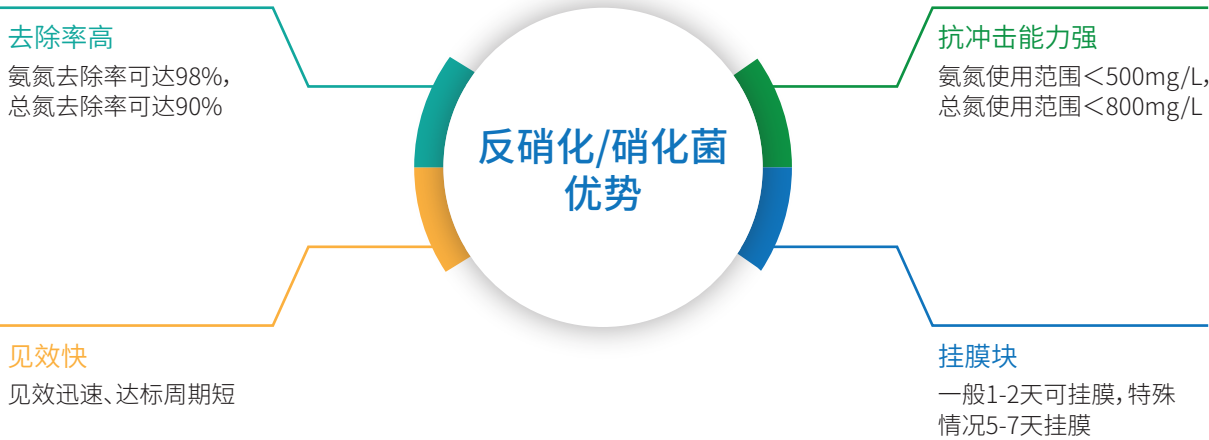 去除率高
氨氮去除率可达98%，
总氮去除率可达90%
抗冲击能力强
氨氮使用范围＜500mg/L，
总氮使用范围＜800mg/L
反硝化/硝化菌
优势
见效快
见效迅速、达标周期短
挂膜块
一般1-2天可挂膜，特殊
情况5-7天挂膜